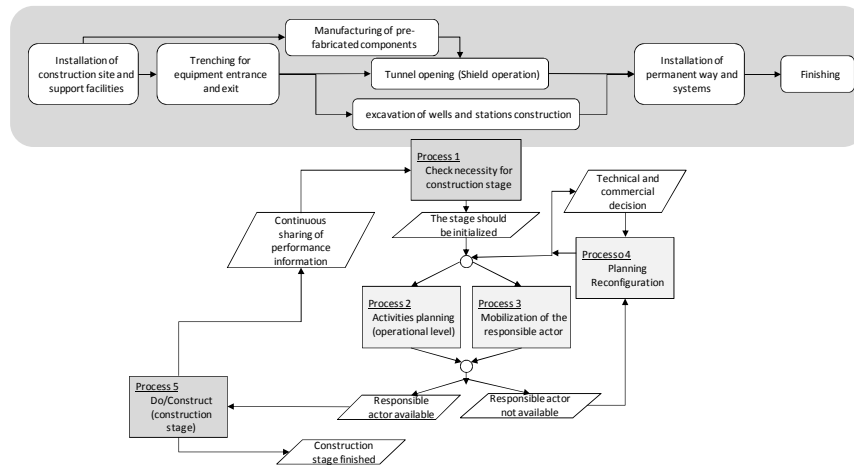 Manufacturing of pre-
fabricated components
Installation of
construction site and
support facilities
Trenching for
equipment entrance
and exit
Tunnel opening (Shield operation)
excavation of wells and stations construction
Installation of
permanent way and
systems
Finishing
Process 1
Check necessity for
construction stage
Technical and
commercial
decision
Continuous
sharing of
performance
information
The stage should
be initialized
Processo 4
Planning
Reconfiguration
Process 2
Activities planning
(operational level)
Process 3
Mobilization of the
responsible actor
Process 5
Do/Construct
(construction
stage)
Responsible
actor available
Responsible actor
not available
Construction
stage finished